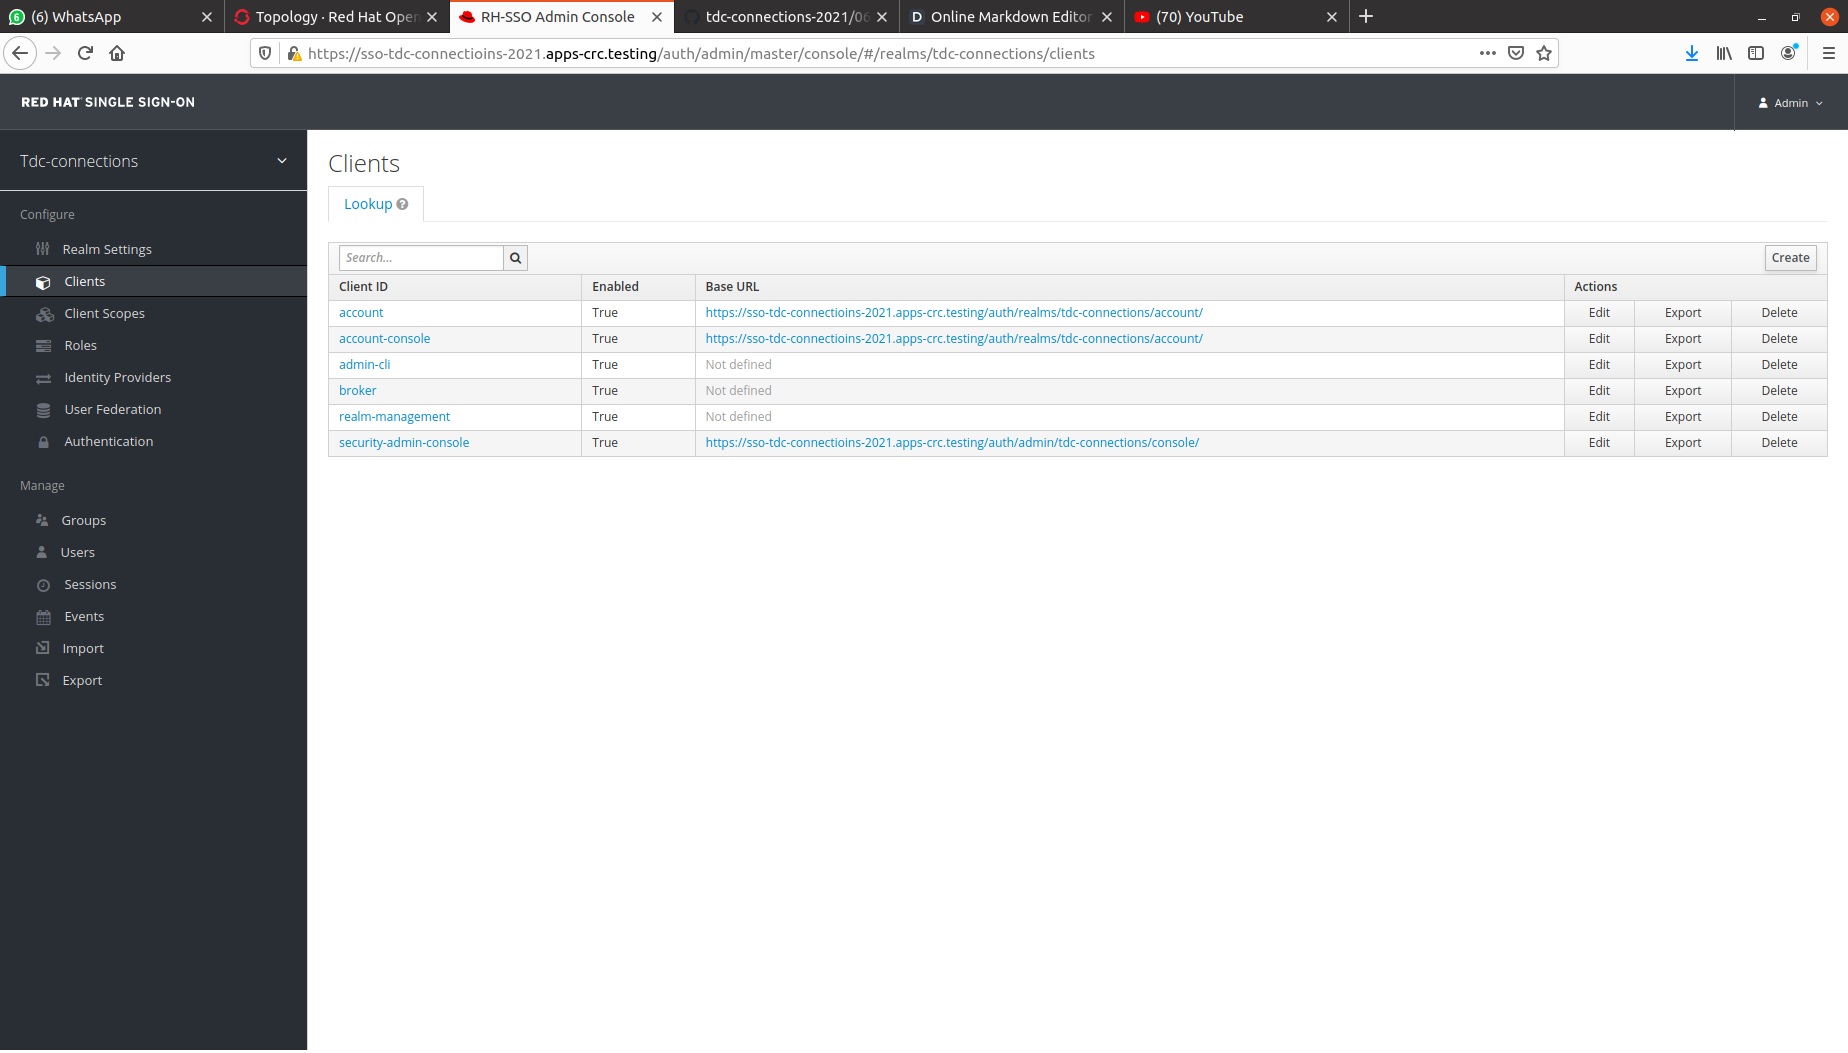 (6) WhatsApp
Topology · Red Hat Open
RH-SSO Admin Console
tdc-connections-2021/06
Online Markdown Editor
(70) YouTube
https://sso-tdc-connectioins-2021.apps-crc.testing/auth/admin/master/console/#/realms/tdc-connections/clients
RED HAT SINGLE SIGN-ON
Admin
Tdc-connections
Configure
Realm Settings
Clients
Client Scopes
Roles
Identity Providers
User Federation
Authentication
Manage
Groups
Users
Sessions
Events
Import
Export
Clients
Lookup
Search...
Create
Client ID Enabled Base URL Actions
account True https://sso-tdc-connectioins-2021.apps-crc.testing/auth/realms/tdc-connections/account/ Edit Export Delete
account-console True https://sso-tdc-connectioins-2021.apps-crc.testing/auth/realms/tdc-connections/account/ Edit Export Delete
admin-cli True Not defined Edit Export Delete
broker True Not defined Edit Export Delete
realm-management True Not defined Edit Export Delete
security-admin-console True https://sso-tdc-connectioins-2021.apps-crc.testing/auth/admin/tdc-connections/console/ Edit Export Delete